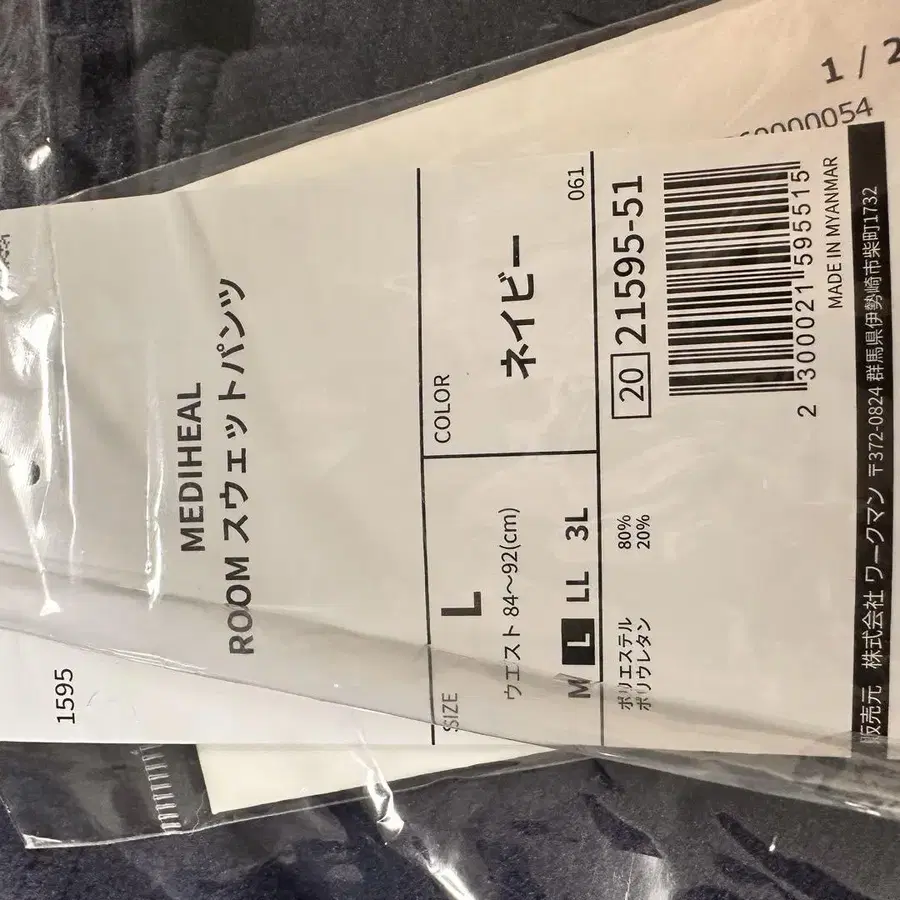 1595
MEDIHEAL
ROOM スウェットパンツ
SIZE
L
ウエスト 84～92(cm)
M L LL 3L
COLOR
ネイビー
061
ポリエステル 80%
ポリウレタン 20%
20 21595-51
2 300021 595515
MADE IN MYANMAR
販売元 株式会社 ワークマン 〒372-0824 群馬県伊勢崎市柴町1732
1 / 2